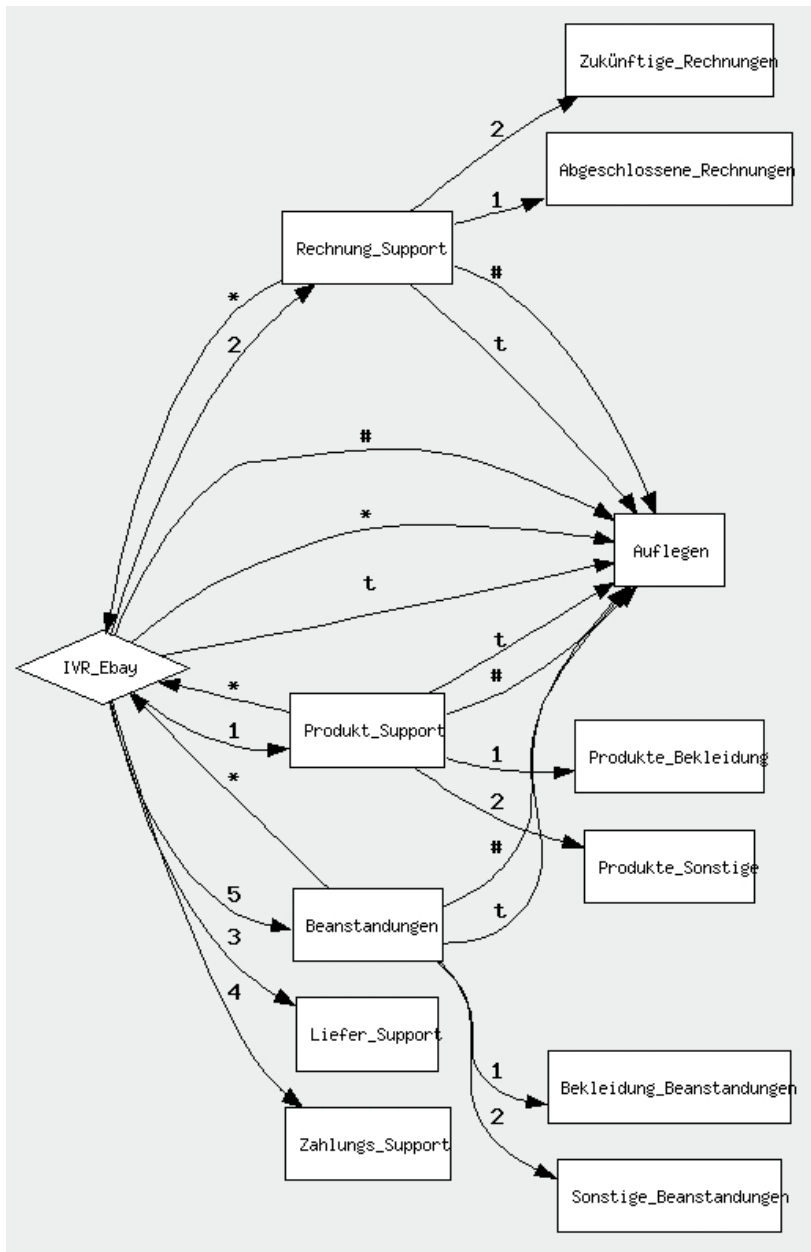 Zukünftige_Rechnungen
2
Abgeschlossene_Rechnungen
1
Rechnung_Support
#
*
2
t
#
*
Auflegen
t
t
IVR_Ebay
#
*
1
Produkt_Support
1
Produkte_Bekleidung
*
2
#
Produkte_Sonstige
5
t
Beanstandungen
3
4
Liefer_Support
1
Bekleidung_Beanstandungen
2
Zahlungs_Support
Sonstige_Beanstandungen